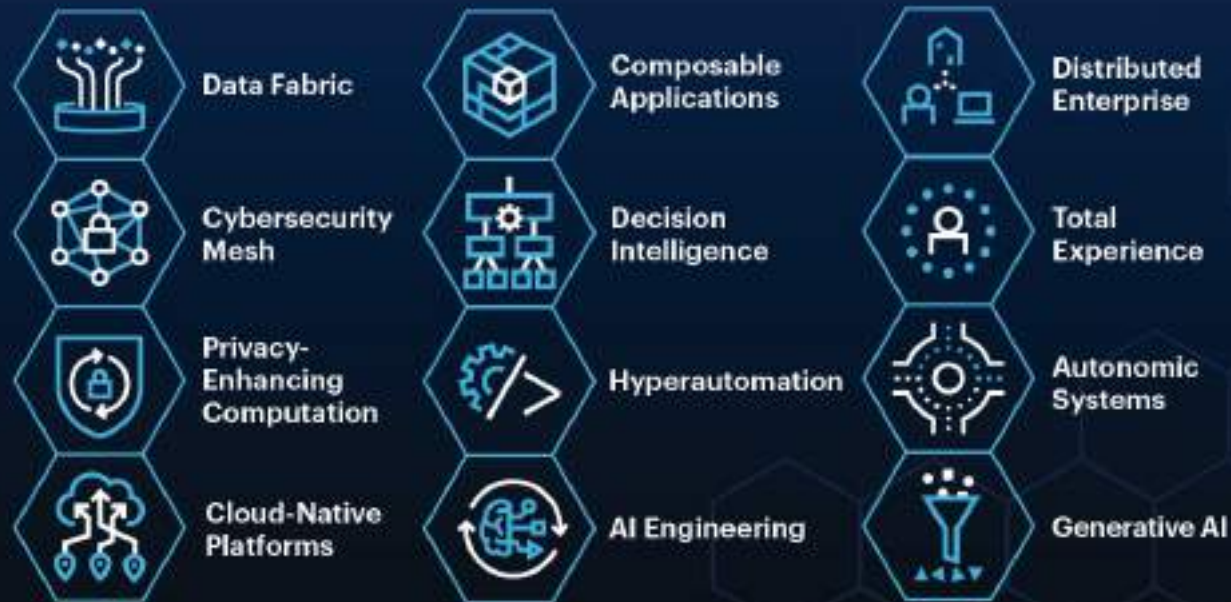 Data Fabric
Cybersecurity
Mesh
Privacy-
Enhancing
Computation
Cloud-Native
Platforms
Composable
Applications
Decision
Intelligence
Hyperautomation
AI Engineering
Distributed
Enterprise
Total
Experience
Autonomic
Systems
Generative AI